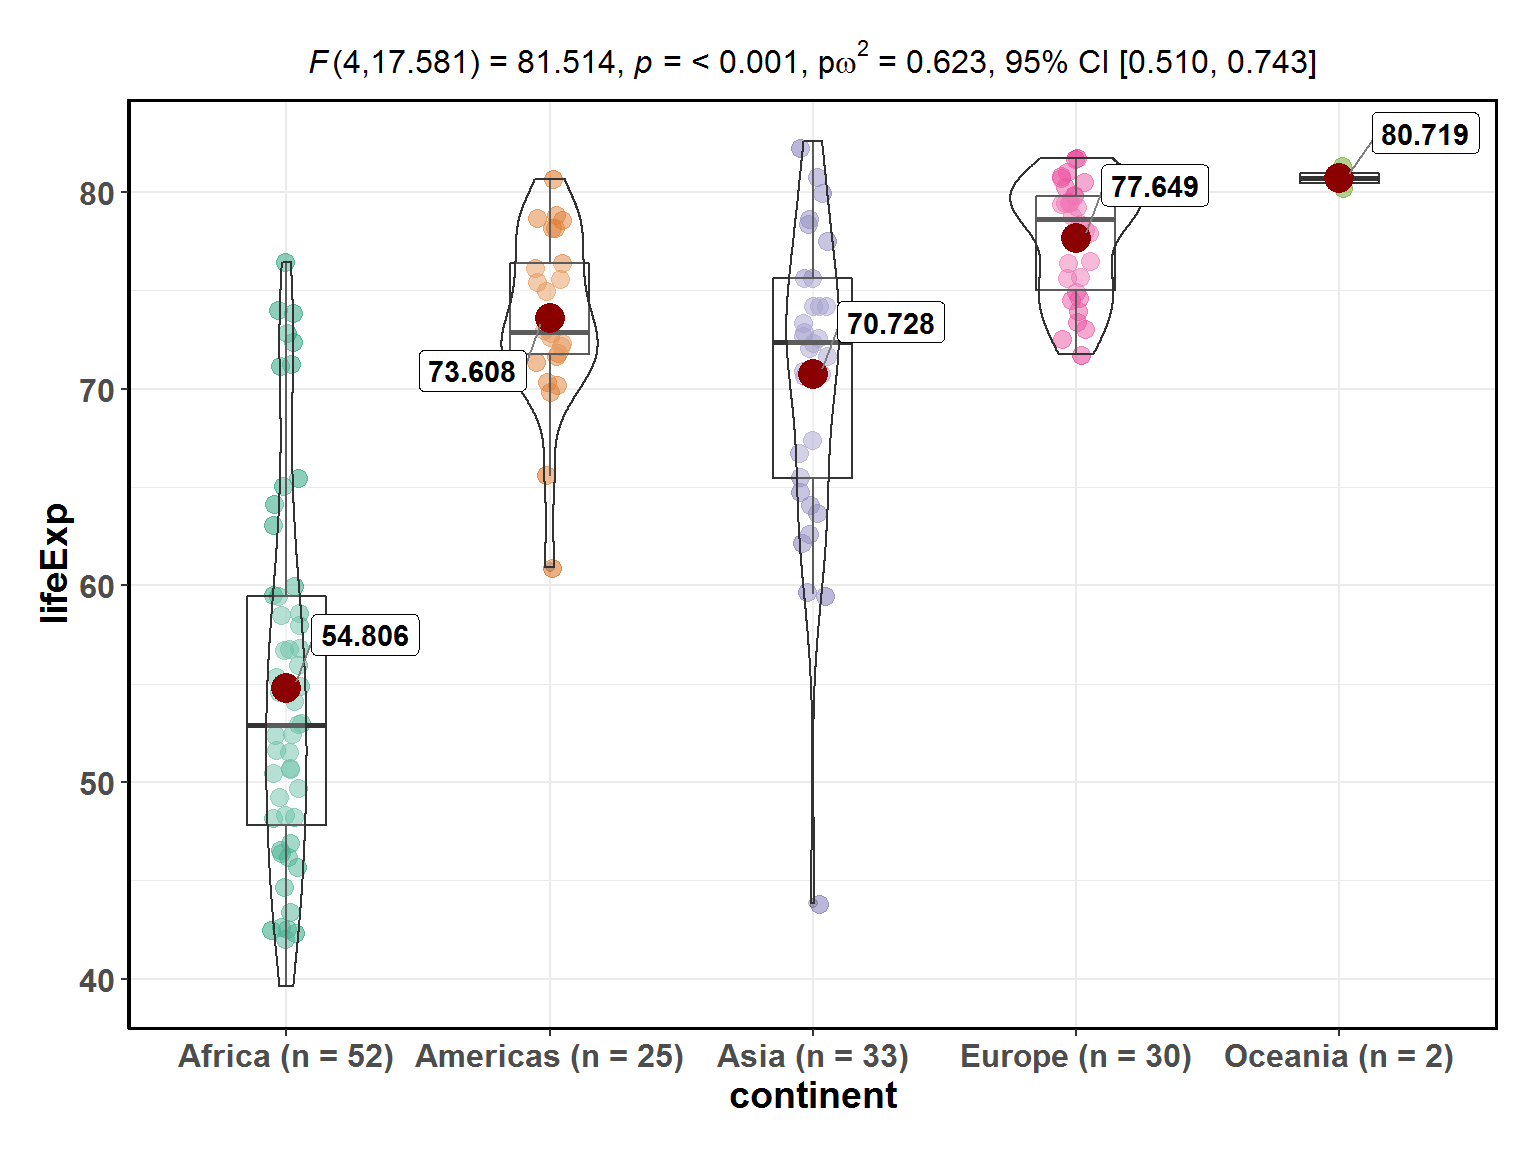 F(4,17.581) = 81.514, p = < 0.001, pω² = 0.623, 95% CI [0.510, 0.743]
80.719
77.649
70.728
73.608
54.806
80
70
60
50
40
lifeExp
Africa (n = 52) Americas (n = 25) Asia (n = 33) Europe (n = 30) Oceania (n = 2)
continent